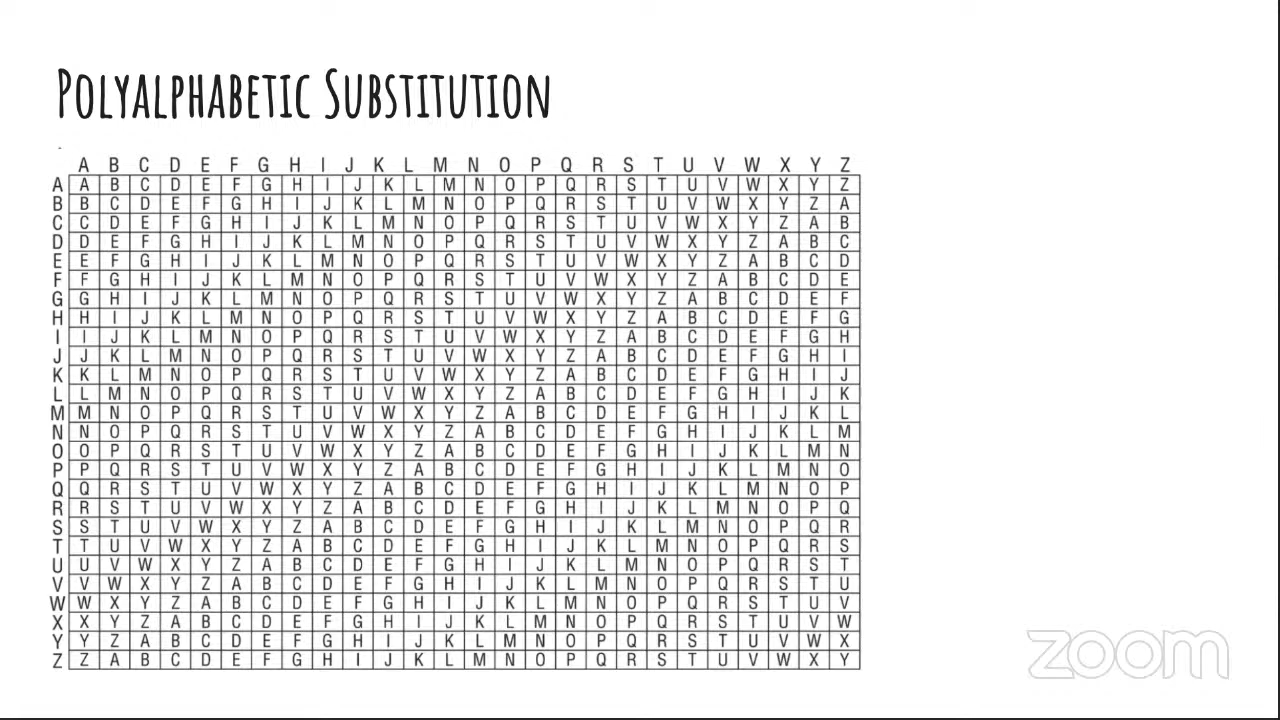 POLYALPHABETIC SUBSTITUTION
A B C D E F G H I J K L M N O P Q R S T U V W X Y Z
A A B C D E F G H I J K L M N O P Q R S T U V W X Y Z
B B C D E F G H I J K L M N O P Q R S T U V W X Y Z A
C C D E F G H I J K L M N O P Q R S T U V W X Y Z A B
D D E F G H I J K L M N O P Q R S T U V W X Y Z A B C
E E F G H I J K L M N O P Q R S T U V W X Y Z A B C D
F F G H I J K L M N O P Q R S T U V W X Y Z A B C D E
G G H I J K L M N O P Q R S T U V W X Y Z A B C D E F
H H I J K L M N O P Q R S T U V W X Y Z A B C D E F G
I I J K L M N O P Q R S T U V W X Y Z A B C D E F G H
J J K L M N O P Q R S T U V W X Y Z A B C D E F G H I
K K L M N O P Q R S T U V W X Y Z A B C D E F G H I J
L L M N O P Q R S T U V W X Y Z A B C D E F G H I J K
M M N O P Q R S T U V W X Y Z A B C D E F G H I J K L
N N O P Q R S T U V W X Y Z A B C D E F G H I J K L M
O O P Q R S T U V W X Y Z A B C D E F G H I J K L M N
P P Q R S T U V W X Y Z A B C D E F G H I J K L M N O
Q Q R S T U V W X Y Z A B C D E F G H I J K L M N O P
R R S T U V W X Y Z A B C D E F G H I J K L M N O P Q
S S T U V W X Y Z A B C D E F G H I J K L M N O P Q R
T T U V W X Y Z A B C D E F G H I J K L M N O P Q R S
U U V W X Y Z A B C D E F G H I J K L M N O P Q R S T
V V W X Y Z A B C D E F G H I J K L M N O P Q R S T U
W W X Y Z A B C D E F G H I J K L M N O P Q R S T U V
X X Y Z A B C D E F G H I J K L M N O P Q R S T U V W
Y Y Z A B C D E F G H I J K L M N O P Q R S T U V W X
Z Z A B C D E F G H I J K L M N O P Q R S T U V W X Y
zoom